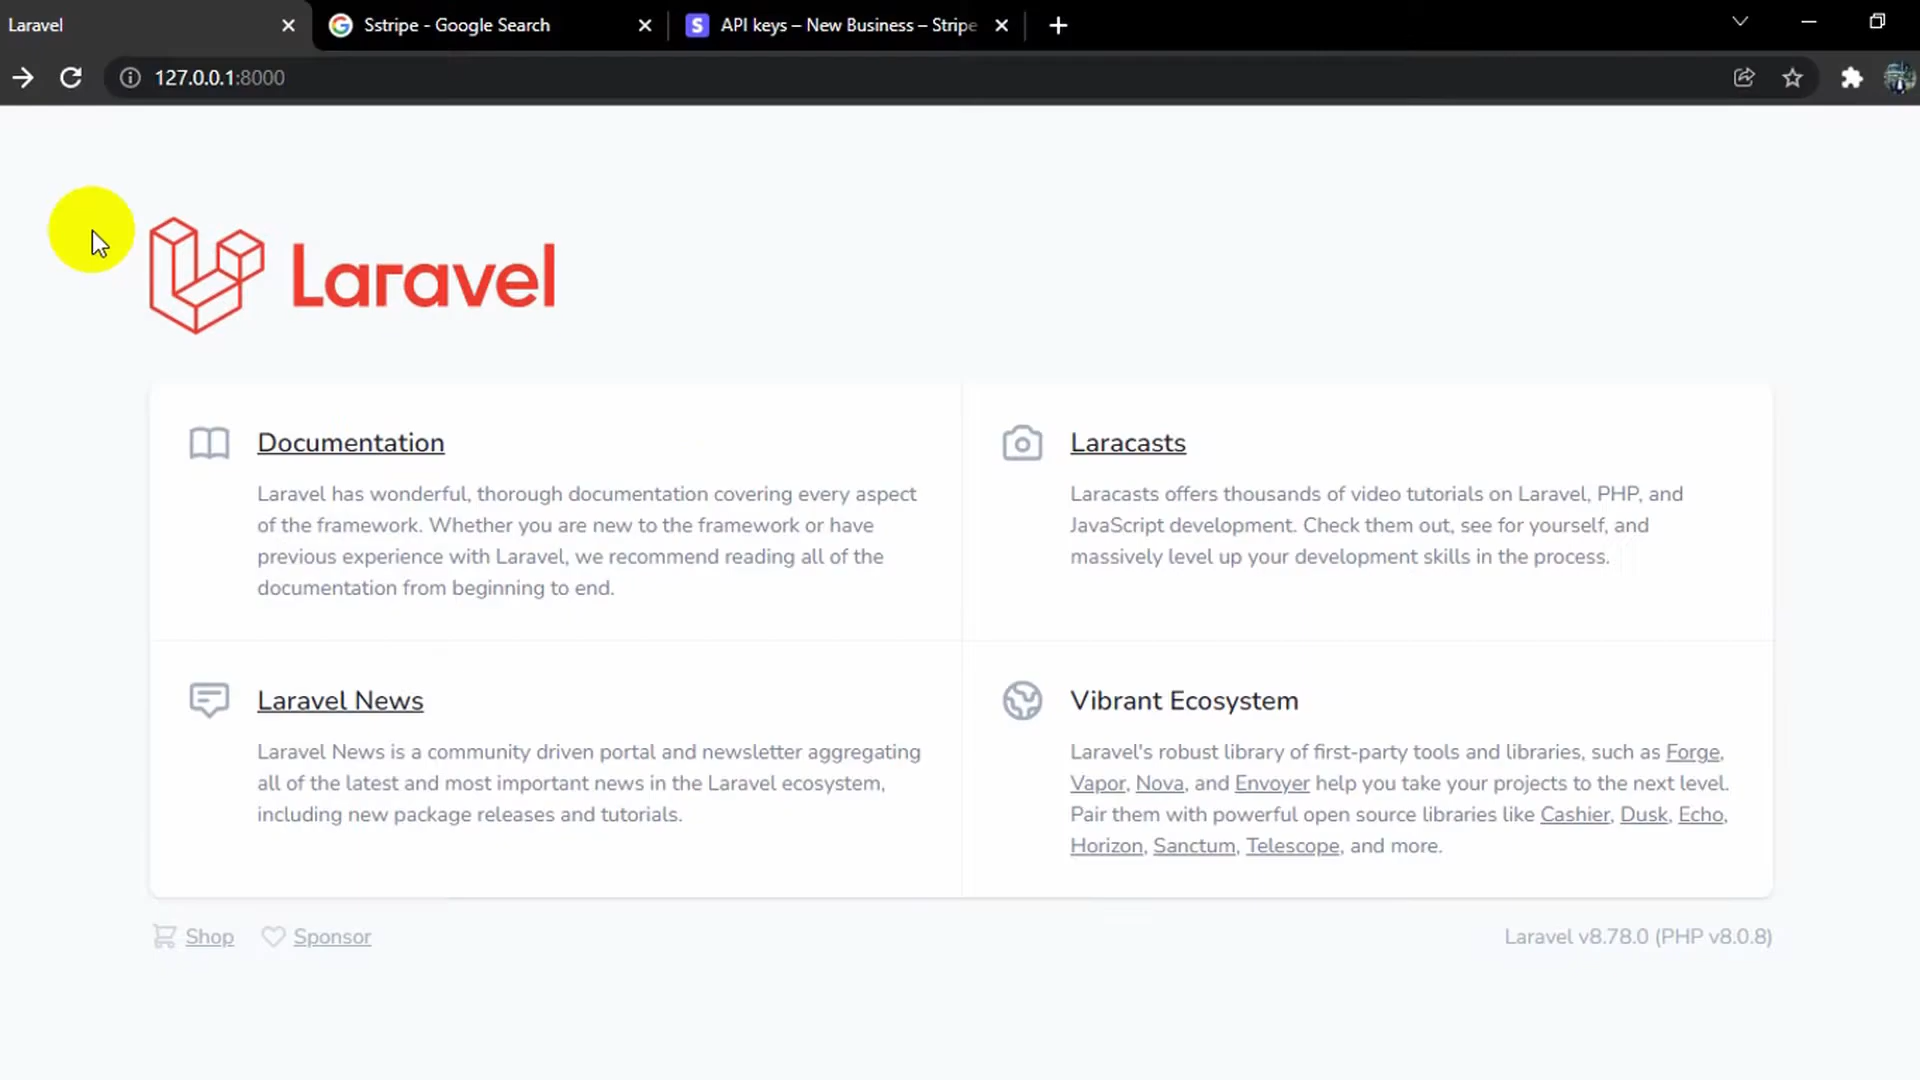 Laravel
Sstripe - Google Search
API keys – New Business – Stripe
127.0.0.1:8000
Laravel
Documentation
Laravel has wonderful, thorough documentation covering every aspect
of the framework. Whether you are new to the framework or have
previous experience with Laravel, we recommend reading all of the
documentation from beginning to end.
Laracasts
Laracasts offers thousands of video tutorials on Laravel, PHP, and
JavaScript development. Check them out, see for yourself, and
massively level up your development skills in the process.
Laravel News
Laravel News is a community driven portal and newsletter aggregating
all of the latest and most important news in the Laravel ecosystem,
including new package releases and tutorials.
Vibrant Ecosystem
Laravel's robust library of first-party tools and libraries, such as Forge,
Vapor, Nova, and Envoyer help you take your projects to the next level.
Pair them with powerful open source libraries like Cashier, Dusk, Echo,
Horizon, Sanctum, Telescope, and more.
Shop
Sponsor
Laravel v8.78.0 (PHP v8.0.8)